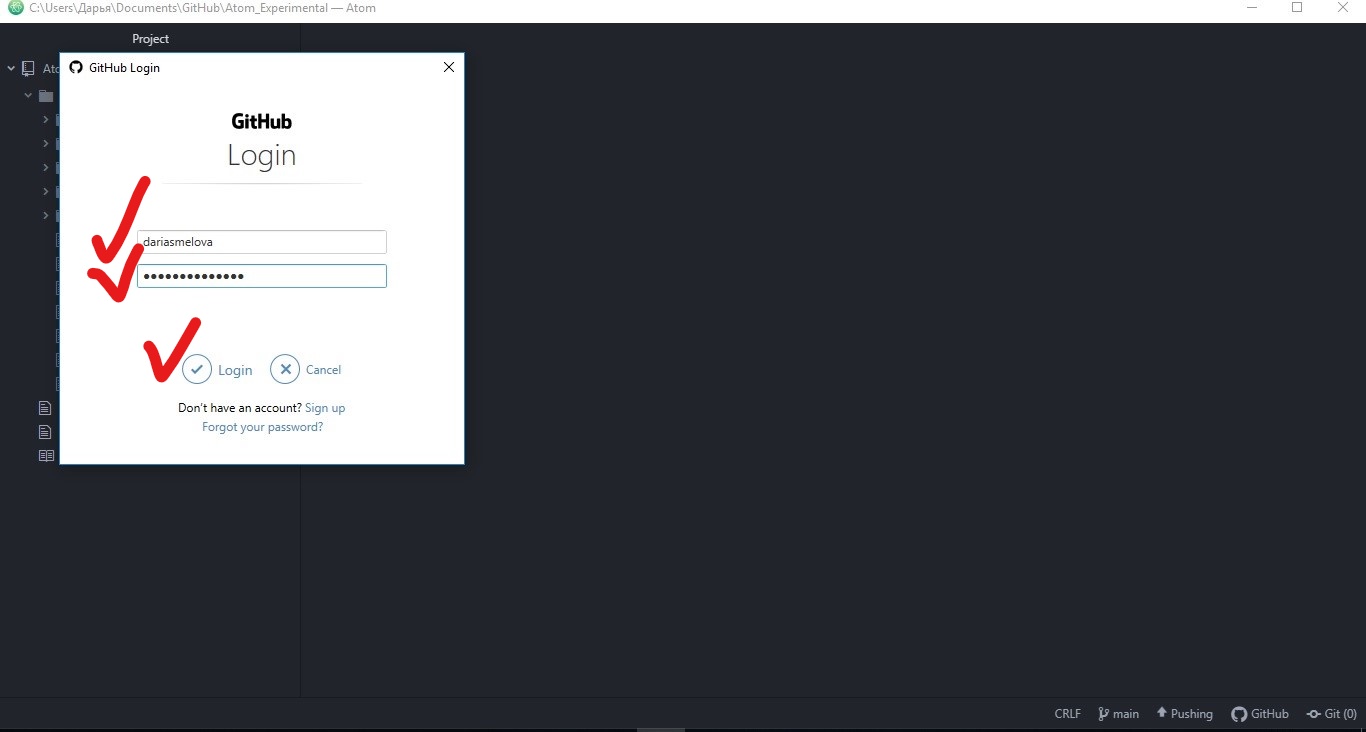 C:\Users\Дарья\Documents\GitHub\Atom_Experimental — Atom
Project
GitHub Login
GitHub
Login
dariasmelova
Login Cancel
Don't have an account? Sign up
Forgot your password?
CRLF main Pushing GitHub Git (0)